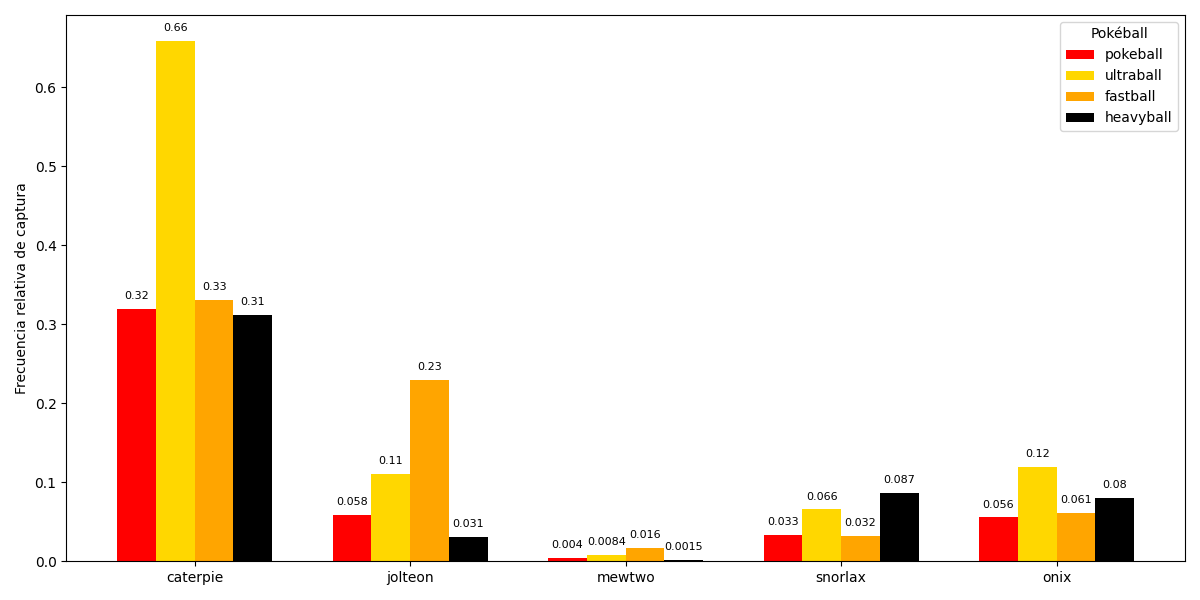 Pokéball
pokeball
ultraball
fastball
heavyball
Frecuencia relativa de captura
0.6
0.5
0.4
0.3
0.2
0.1
0.0
0.32
0.66
0.33
0.31
0.058
0.11
0.23
0.031
0.004
0.0084
0.016
0.0015
0.033
0.066
0.032
0.087
0.056
0.12
0.061
0.08
caterpie
jolteon
mewtwo
snorlax
onix